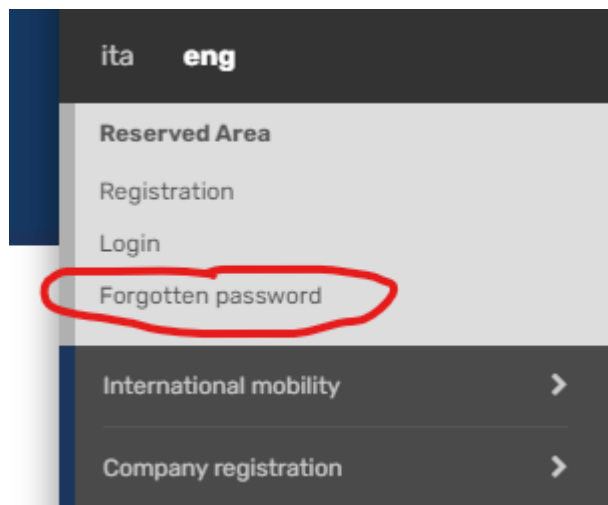 ita eng
Reserved Area
Registration
Login
Forgotten password
International mobility
Company registration